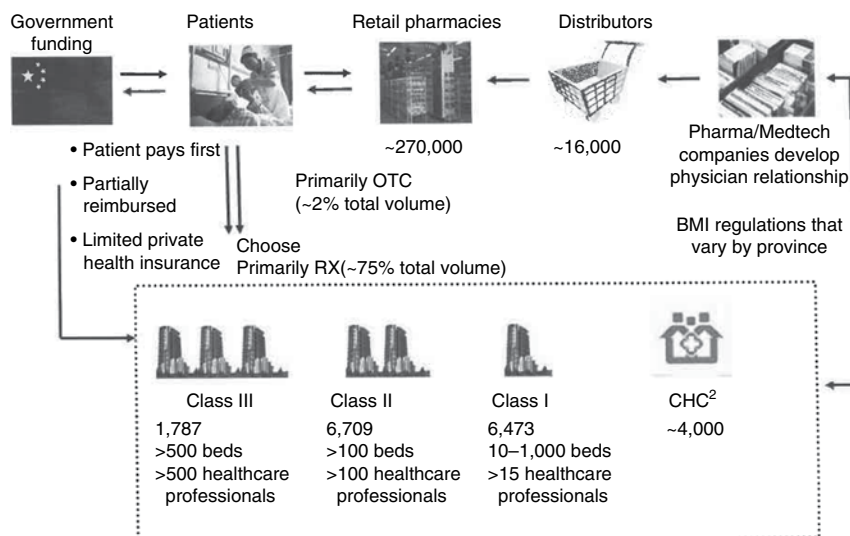 Government
funding
Patients
Retail pharmacies
Distributors
• Patient pays first
• Partially
reimbursed
• Limited private
health insurance
~270,000
~16,000
Primarily OTC
(~2% total volume)
Pharma/Medtech
companies develop
physician relationship
BMI regulations that
vary by province
Choose
Primarily RX(~75% total volume)
Class III
1,787
>500 beds
>500 healthcare
professionals
Class II
6,709
>100 beds
>100 healthcare
professionals
Class I
6,473
10–1,000 beds
>15 healthcare
professionals
CHC²
~4,000